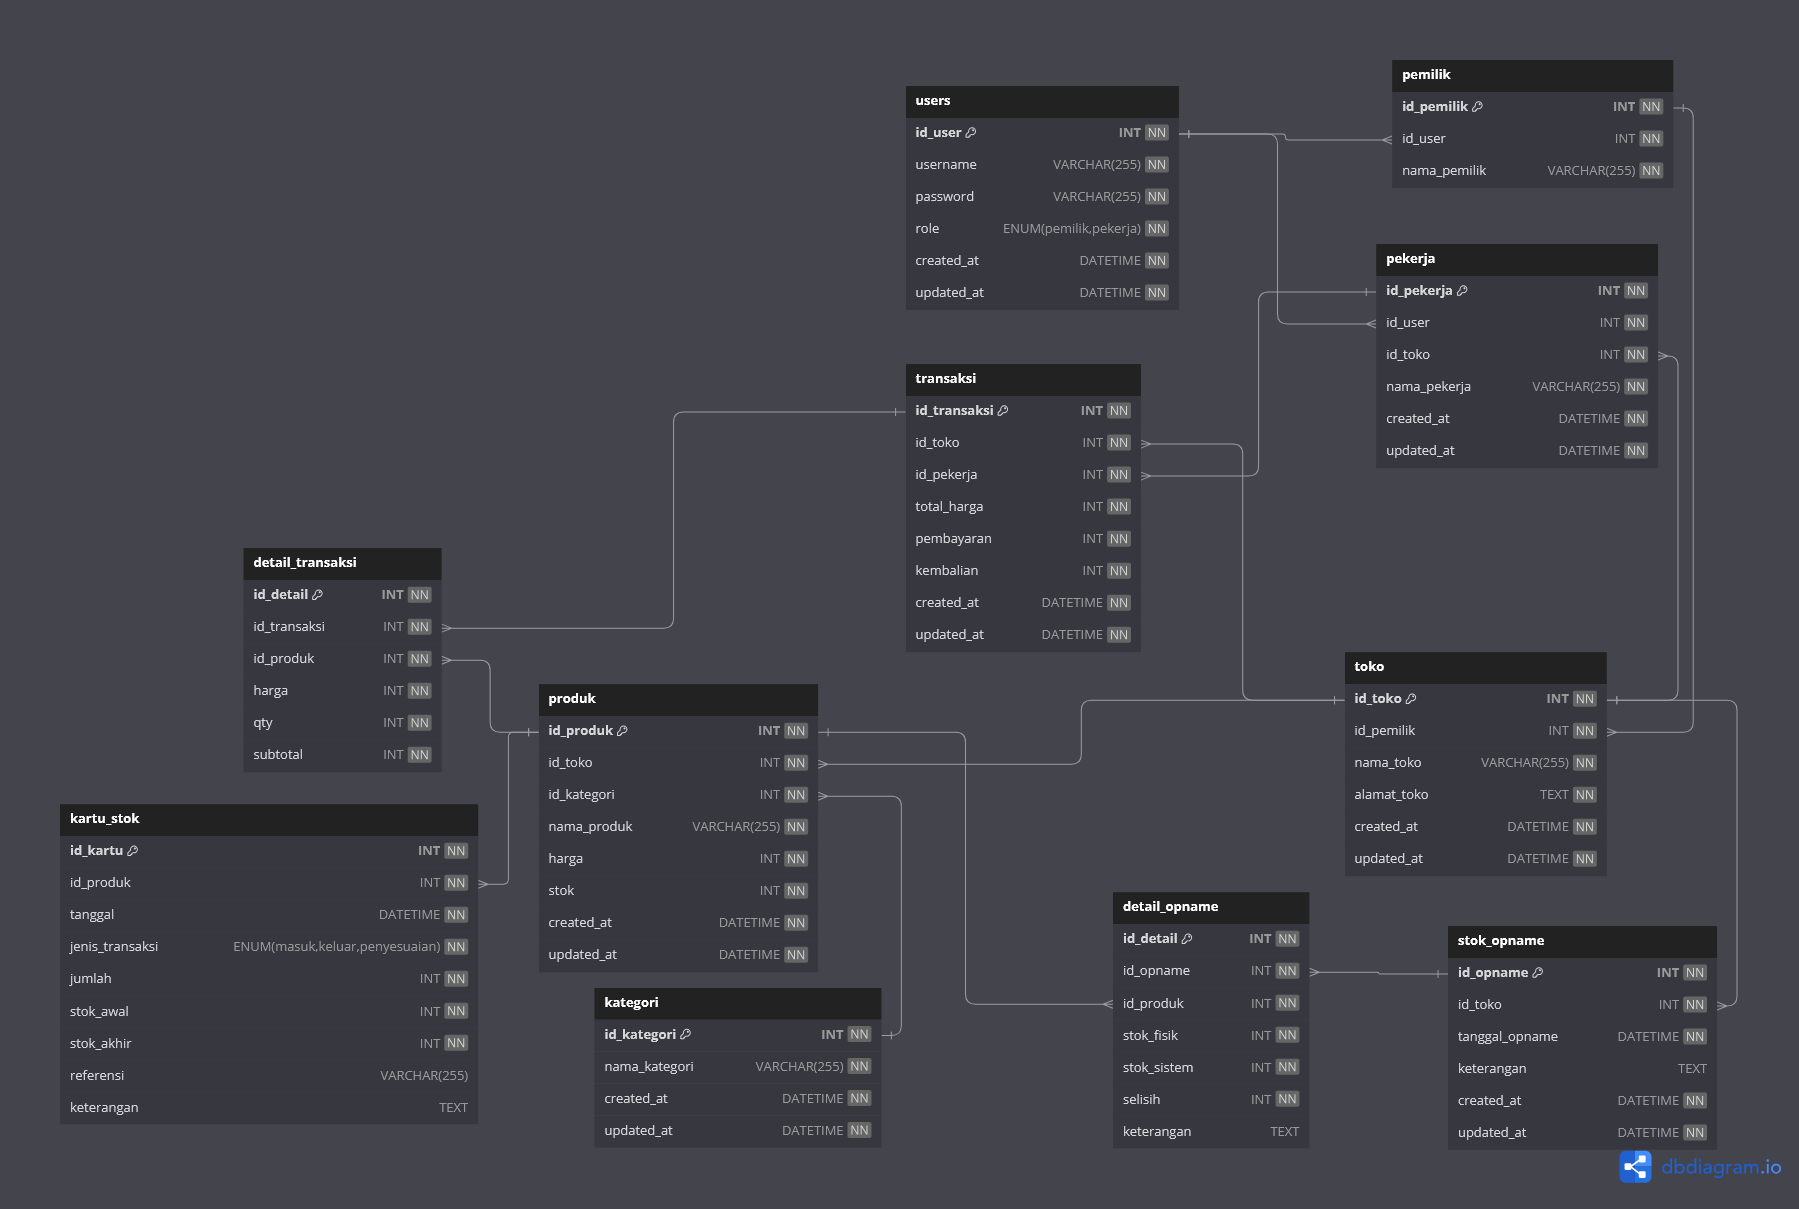 pemilik
id_pemilik INT NN
id_user INT NN
nama_pemilik VARCHAR(255) NN
users
id_user INT NN
username VARCHAR(255) NN
password VARCHAR(255) NN
role ENUM(pemilik,pekerja) NN
created_at DATETIME NN
updated_at DATETIME NN
pekerja
id_pekerja INT NN
id_user INT NN
id_toko INT NN
nama_pekerja VARCHAR(255) NN
created_at DATETIME NN
updated_at DATETIME NN
transaksi
id_transaksi INT NN
id_toko INT NN
id_pekerja INT NN
total_harga INT NN
pembayaran INT NN
kembalian INT NN
created_at DATETIME NN
updated_at DATETIME NN
detail_transaksi
id_detail INT NN
id_transaksi INT NN
id_produk INT NN
harga INT NN
qty INT NN
subtotal INT NN
produk
id_produk INT NN
id_toko INT NN
id_kategori INT NN
nama_produk VARCHAR(255) NN
harga INT NN
stok INT NN
created_at DATETIME NN
updated_at DATETIME NN
toko
id_toko INT NN
id_pemilik INT NN
nama_toko VARCHAR(255) NN
alamat_toko TEXT NN
created_at DATETIME NN
updated_at DATETIME NN
kartu_stok
id_kartu INT NN
id_produk INT NN
tanggal DATETIME NN
jenis_transaksi ENUM(masuk,keluar,penyesuaian) NN
jumlah INT NN
stok_awal INT NN
stok_akhir INT NN
referensi VARCHAR(255)
keterangan TEXT
kategori
id_kategori INT NN
nama_kategori VARCHAR(255) NN
created_at DATETIME NN
updated_at DATETIME NN
detail_opname
id_detail INT NN
id_opname INT NN
id_produk INT NN
stok_fisik INT NN
stok_sistem INT NN
selisih INT NN
keterangan TEXT
stok_opname
id_opname INT NN
id_toko INT NN
tanggal_opname DATETIME NN
keterangan TEXT
created_at DATETIME NN
updated_at DATETIME NN
dbdiagram.io